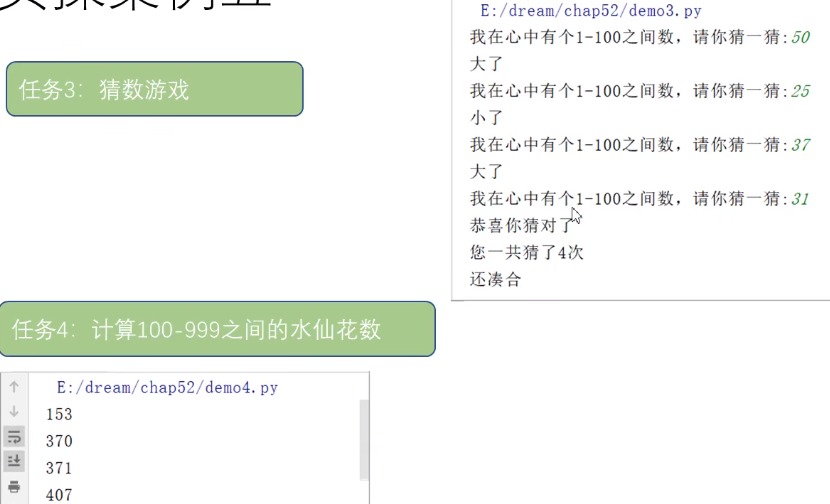 任务3：猜数游戏
E:/dream/chap52/demo3.py
我在心中有个1-100之间数，请你猜一猜:50
大了
我在心中有个1-100之间数，请你猜一猜:25
小了
我在心中有个1-100之间数，请你猜一猜:37
大了
我在心中有个1-100之间数，请你猜一猜:31
恭喜你猜对了
您一共猜了4次
还凑合
任务4：计算100-999之间的水仙花数
E:/dream/chap52/demo4.py
153
370
371
407